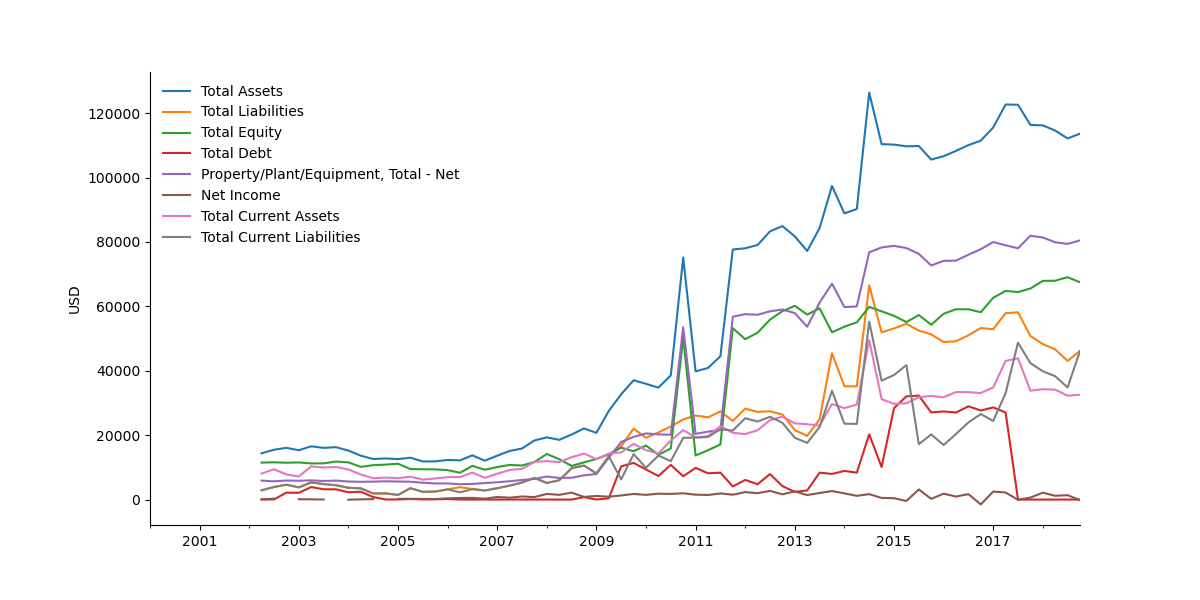 USD
120000
100000
80000
60000
40000
20000
0
Total Assets
Total Liabilities
Total Equity
Total Debt
Property/Plant/Equipment, Total - Net
Net Income
Total Current Assets
Total Current Liabilities
2001 2003 2005 2007 2009 2011 2013 2015 2017